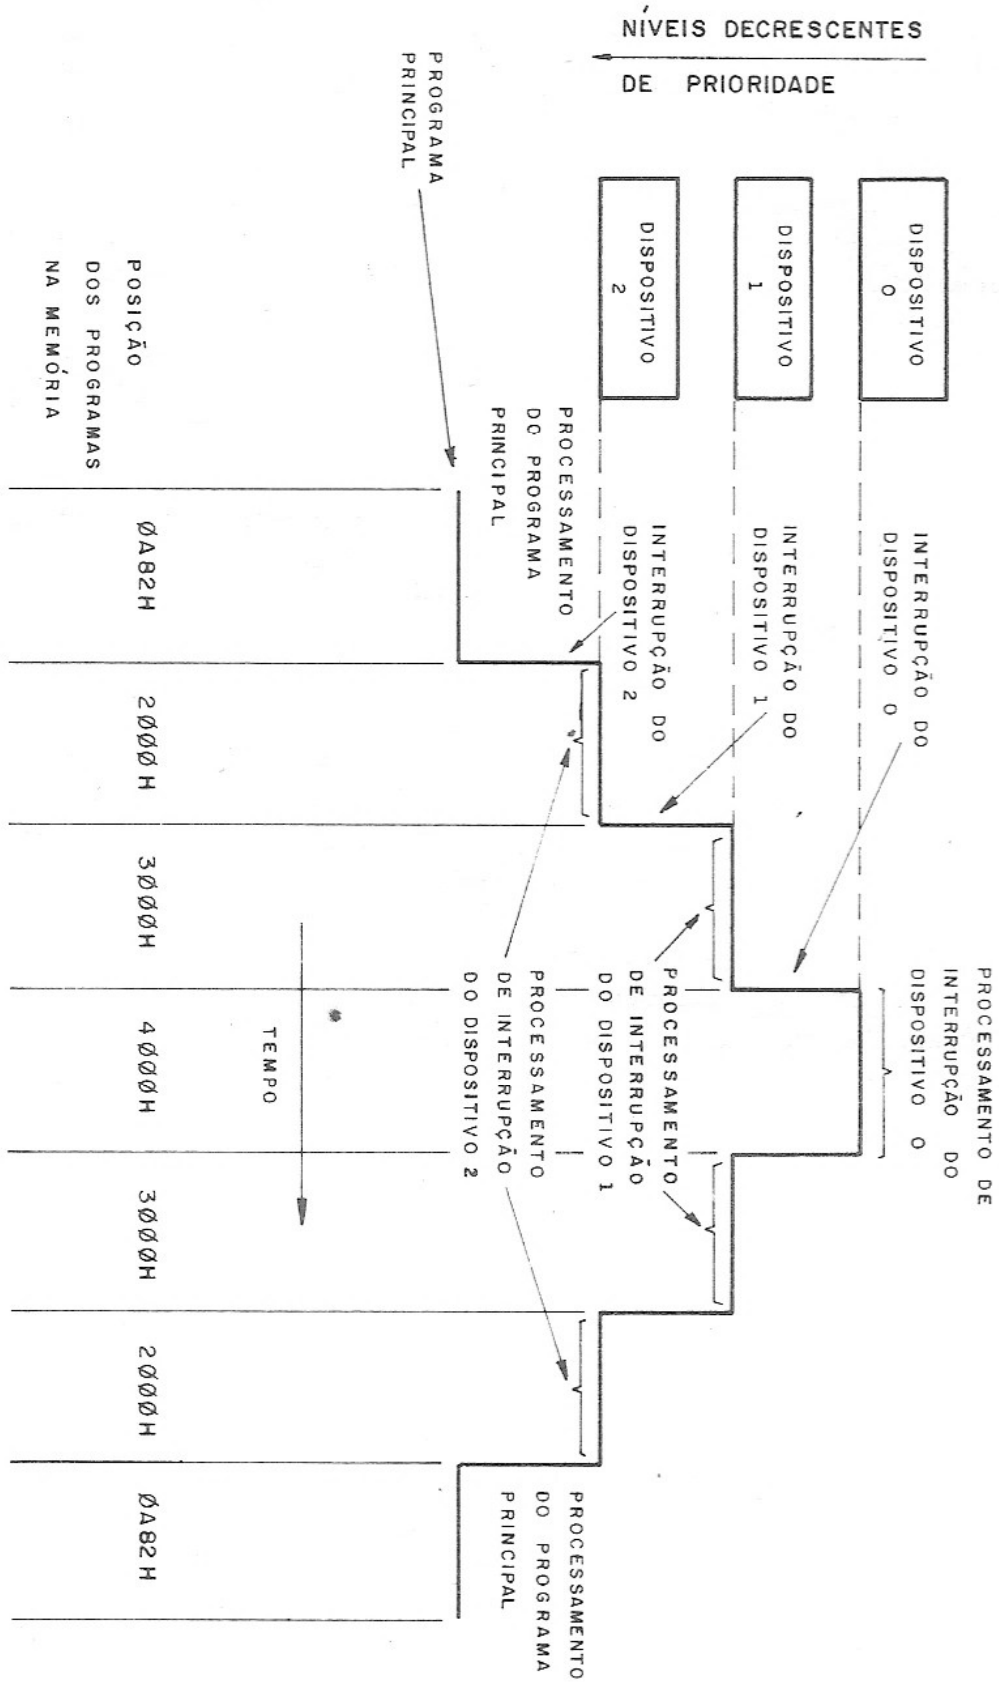 NÍVEIS DECRESCENTES
DE PRIORIDADE
DISPOSITIVO
0
DISPOSITIVO
1
DISPOSITIVO
2
PROGRAMA
PRINCIPAL
INTERRUPÇÃO DO
DISPOSITIVO 0
INTERRUPÇÃO DO
DISPOSITIVO 1
INTERRUPÇÃO DO
DISPOSITIVO 2
PROCESSAMENTO
DO PROGRAMA
PRINCIPAL
PROCESSAMENTO DE
INTERRUPÇÃO DO
DISPOSITIVO 0
PROCESSAMENTO
DE INTERRUPÇÃO
DO DISPOSITIVO 1
PROCESSAMENTO
DE INTERRUPÇÃO
DO DISPOSITIVO 2
PROCESSAMENTO
DO PROGRAMA
PRINCIPAL
TEMPO
POSIÇÃO
DOS PROGRAMAS
NA MEMÓRIA
ØA82H
2ØØØH
3ØØØH
4ØØØH
3ØØØH
2ØØØH
ØA82H